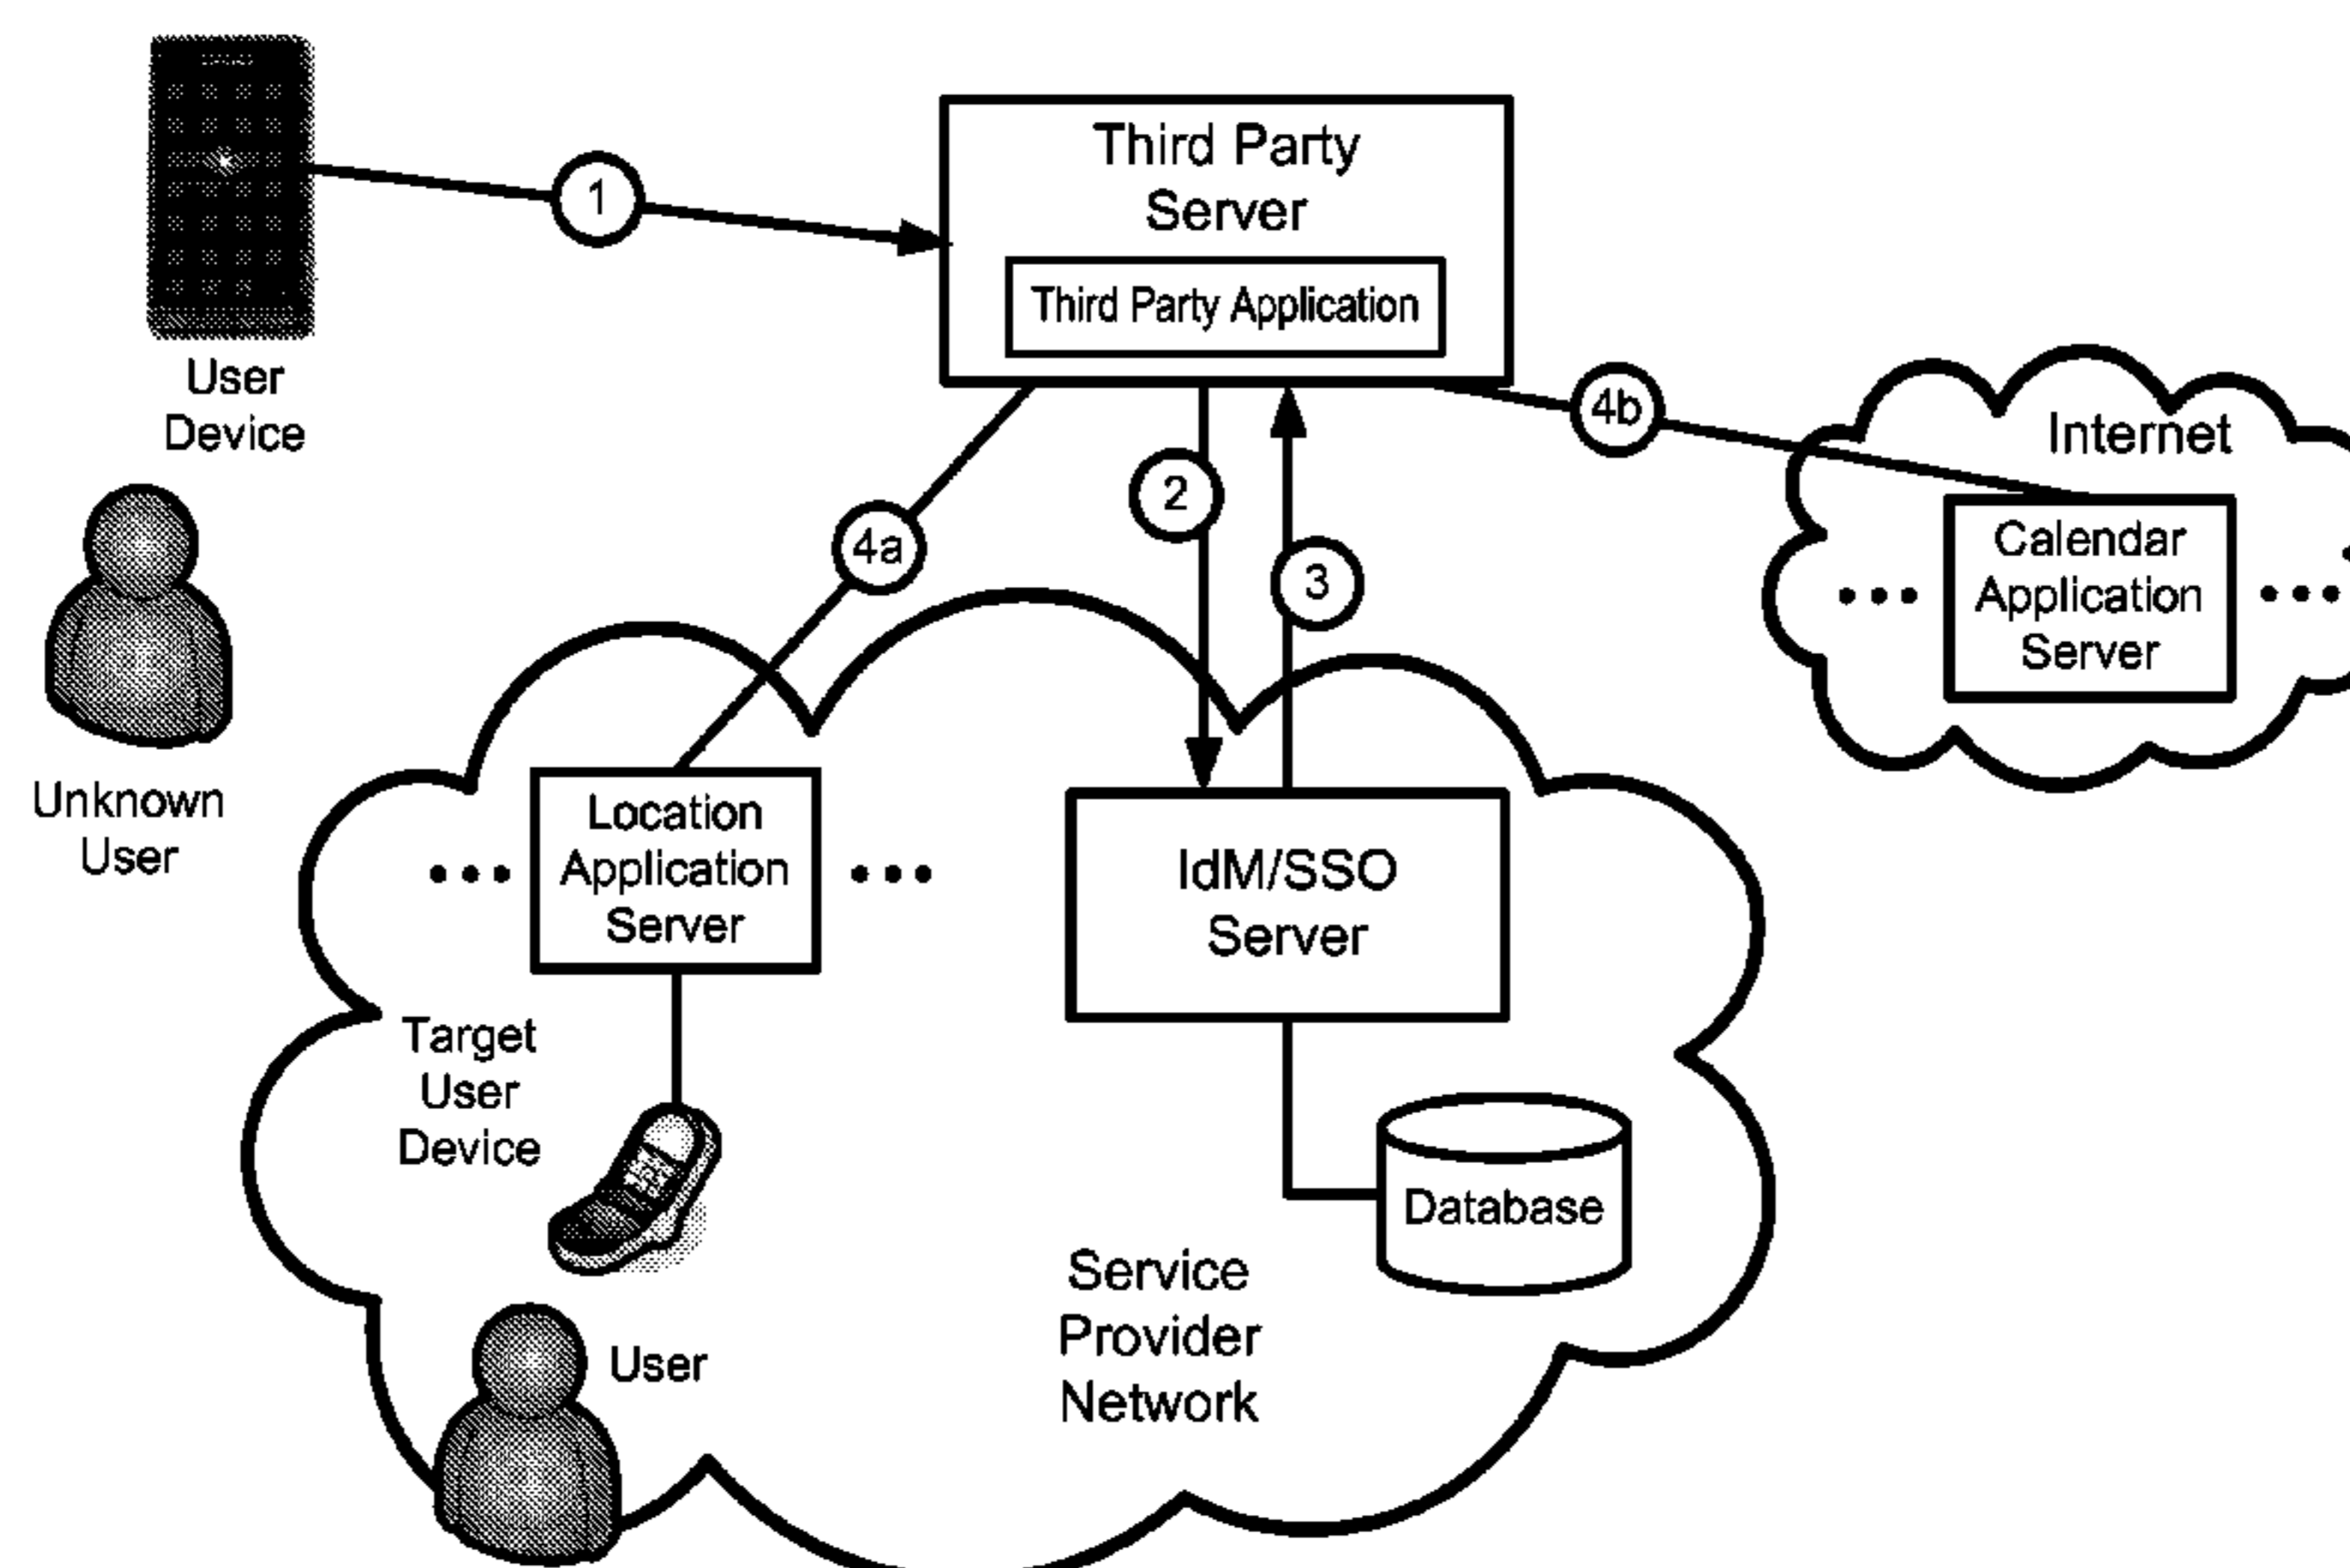 Third Party
Server
Third Party Application
1
User
Device
4b
Internet
2
4a
3
Calendar
Application
Server
Unknown
User
Location
Application
Server
IdM/SSO
Server
Target
User
Device
Database
Service
Provider
Network
User